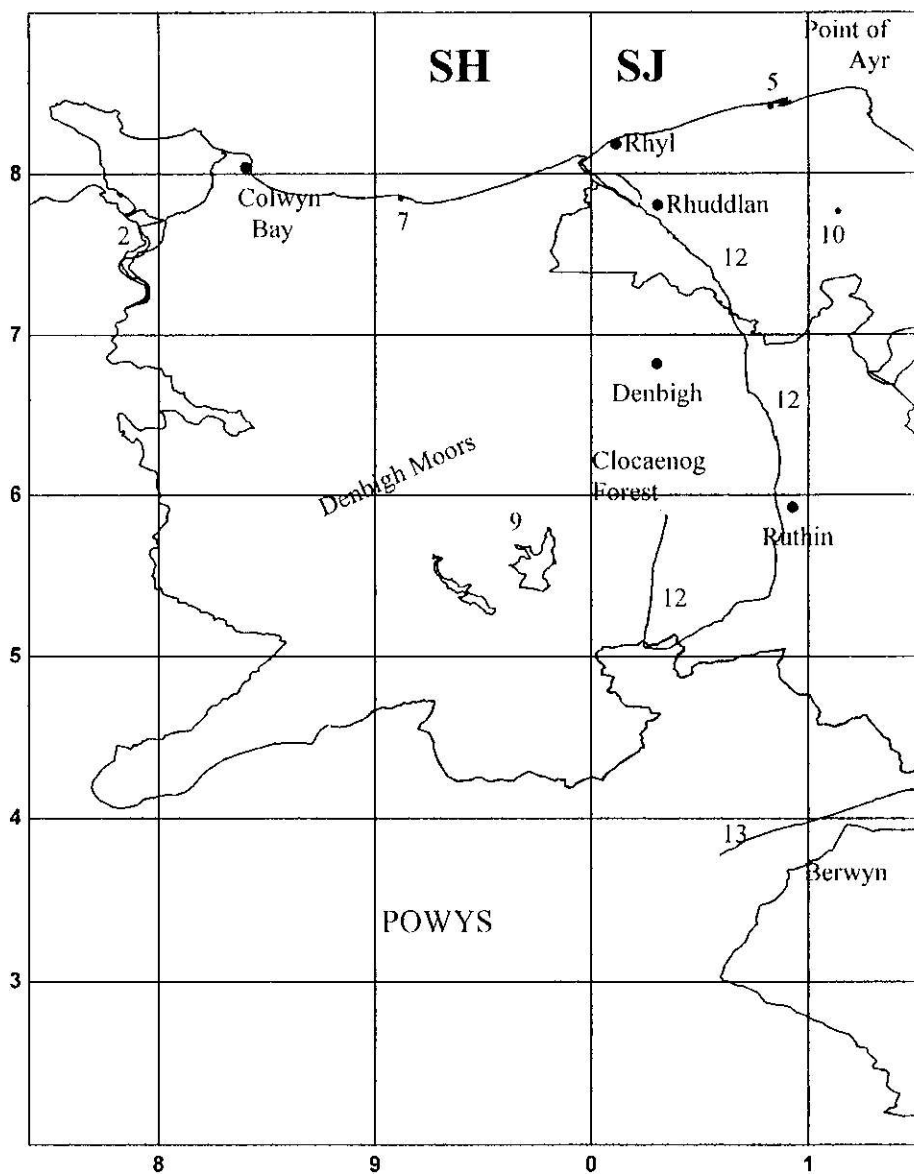 Point of
Ayr
SH
SJ
5
Rhyl
8
Colwyn
Bay
2
7
Rhuddlan
10
12
7
Denbigh
12
Denbigh Moors
Clocaenog
Forest
6
9
Ruthin
12
5
4
13
Berwyn
POWYS
3
8
9
0
1